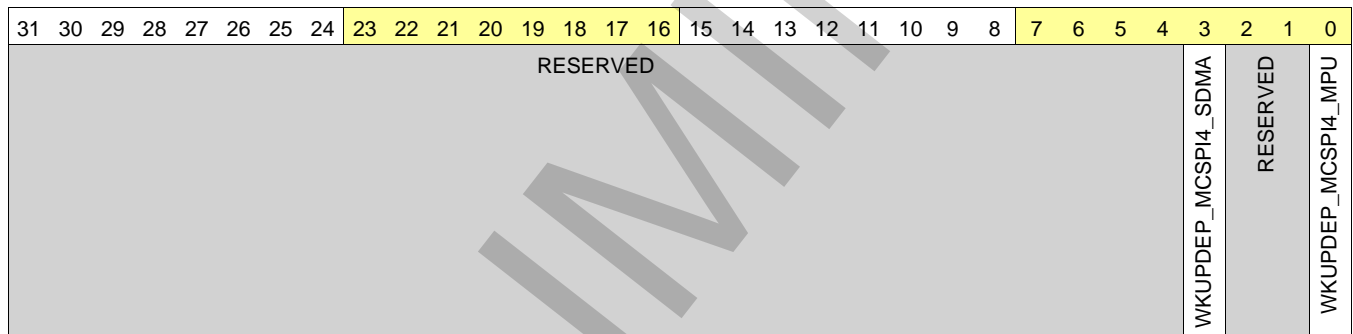 31 30 29 28 27 26 25 24 23 22 21 20 19 18 17 16 15 14 13 12 11 10 9 8 7 6 5 4 3 2 1 0
RESERVED
WKUPDEP_MCSPI4_SDMA
RESERVED
WKUPDEP_MCSPI4_MPU